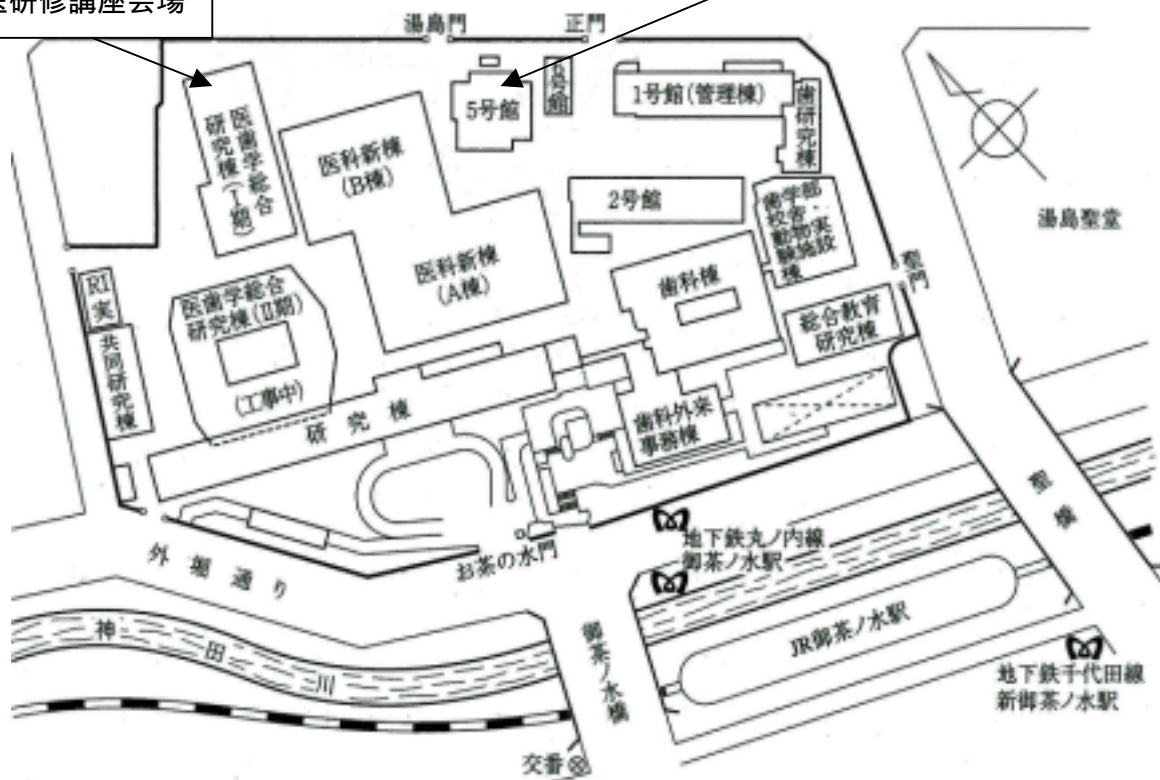 研修講座会場
湯島門
正門
5号館
1号館(管理棟)
歯研究棟
医歯学総合
研究棟(Ⅰ期)
医科新棟
(B棟)
2号館
歯学部
校舎・
動物実
験施設
棟
湯島聖堂
医科新棟
(A棟)
歯科棟
聖門
RI
実
医歯学総合
研究棟(Ⅱ期)
(工事中)
総合教育
研究棟
共同研究棟
研究棟
歯科外来
事務棟
聖橋
地下鉄丸ノ内線
御茶ノ水駅
お茶の水門
外堀通り
神田川
御茶ノ水橋
JR御茶ノ水駅
地下鉄千代田線
新御茶ノ水駅
交番